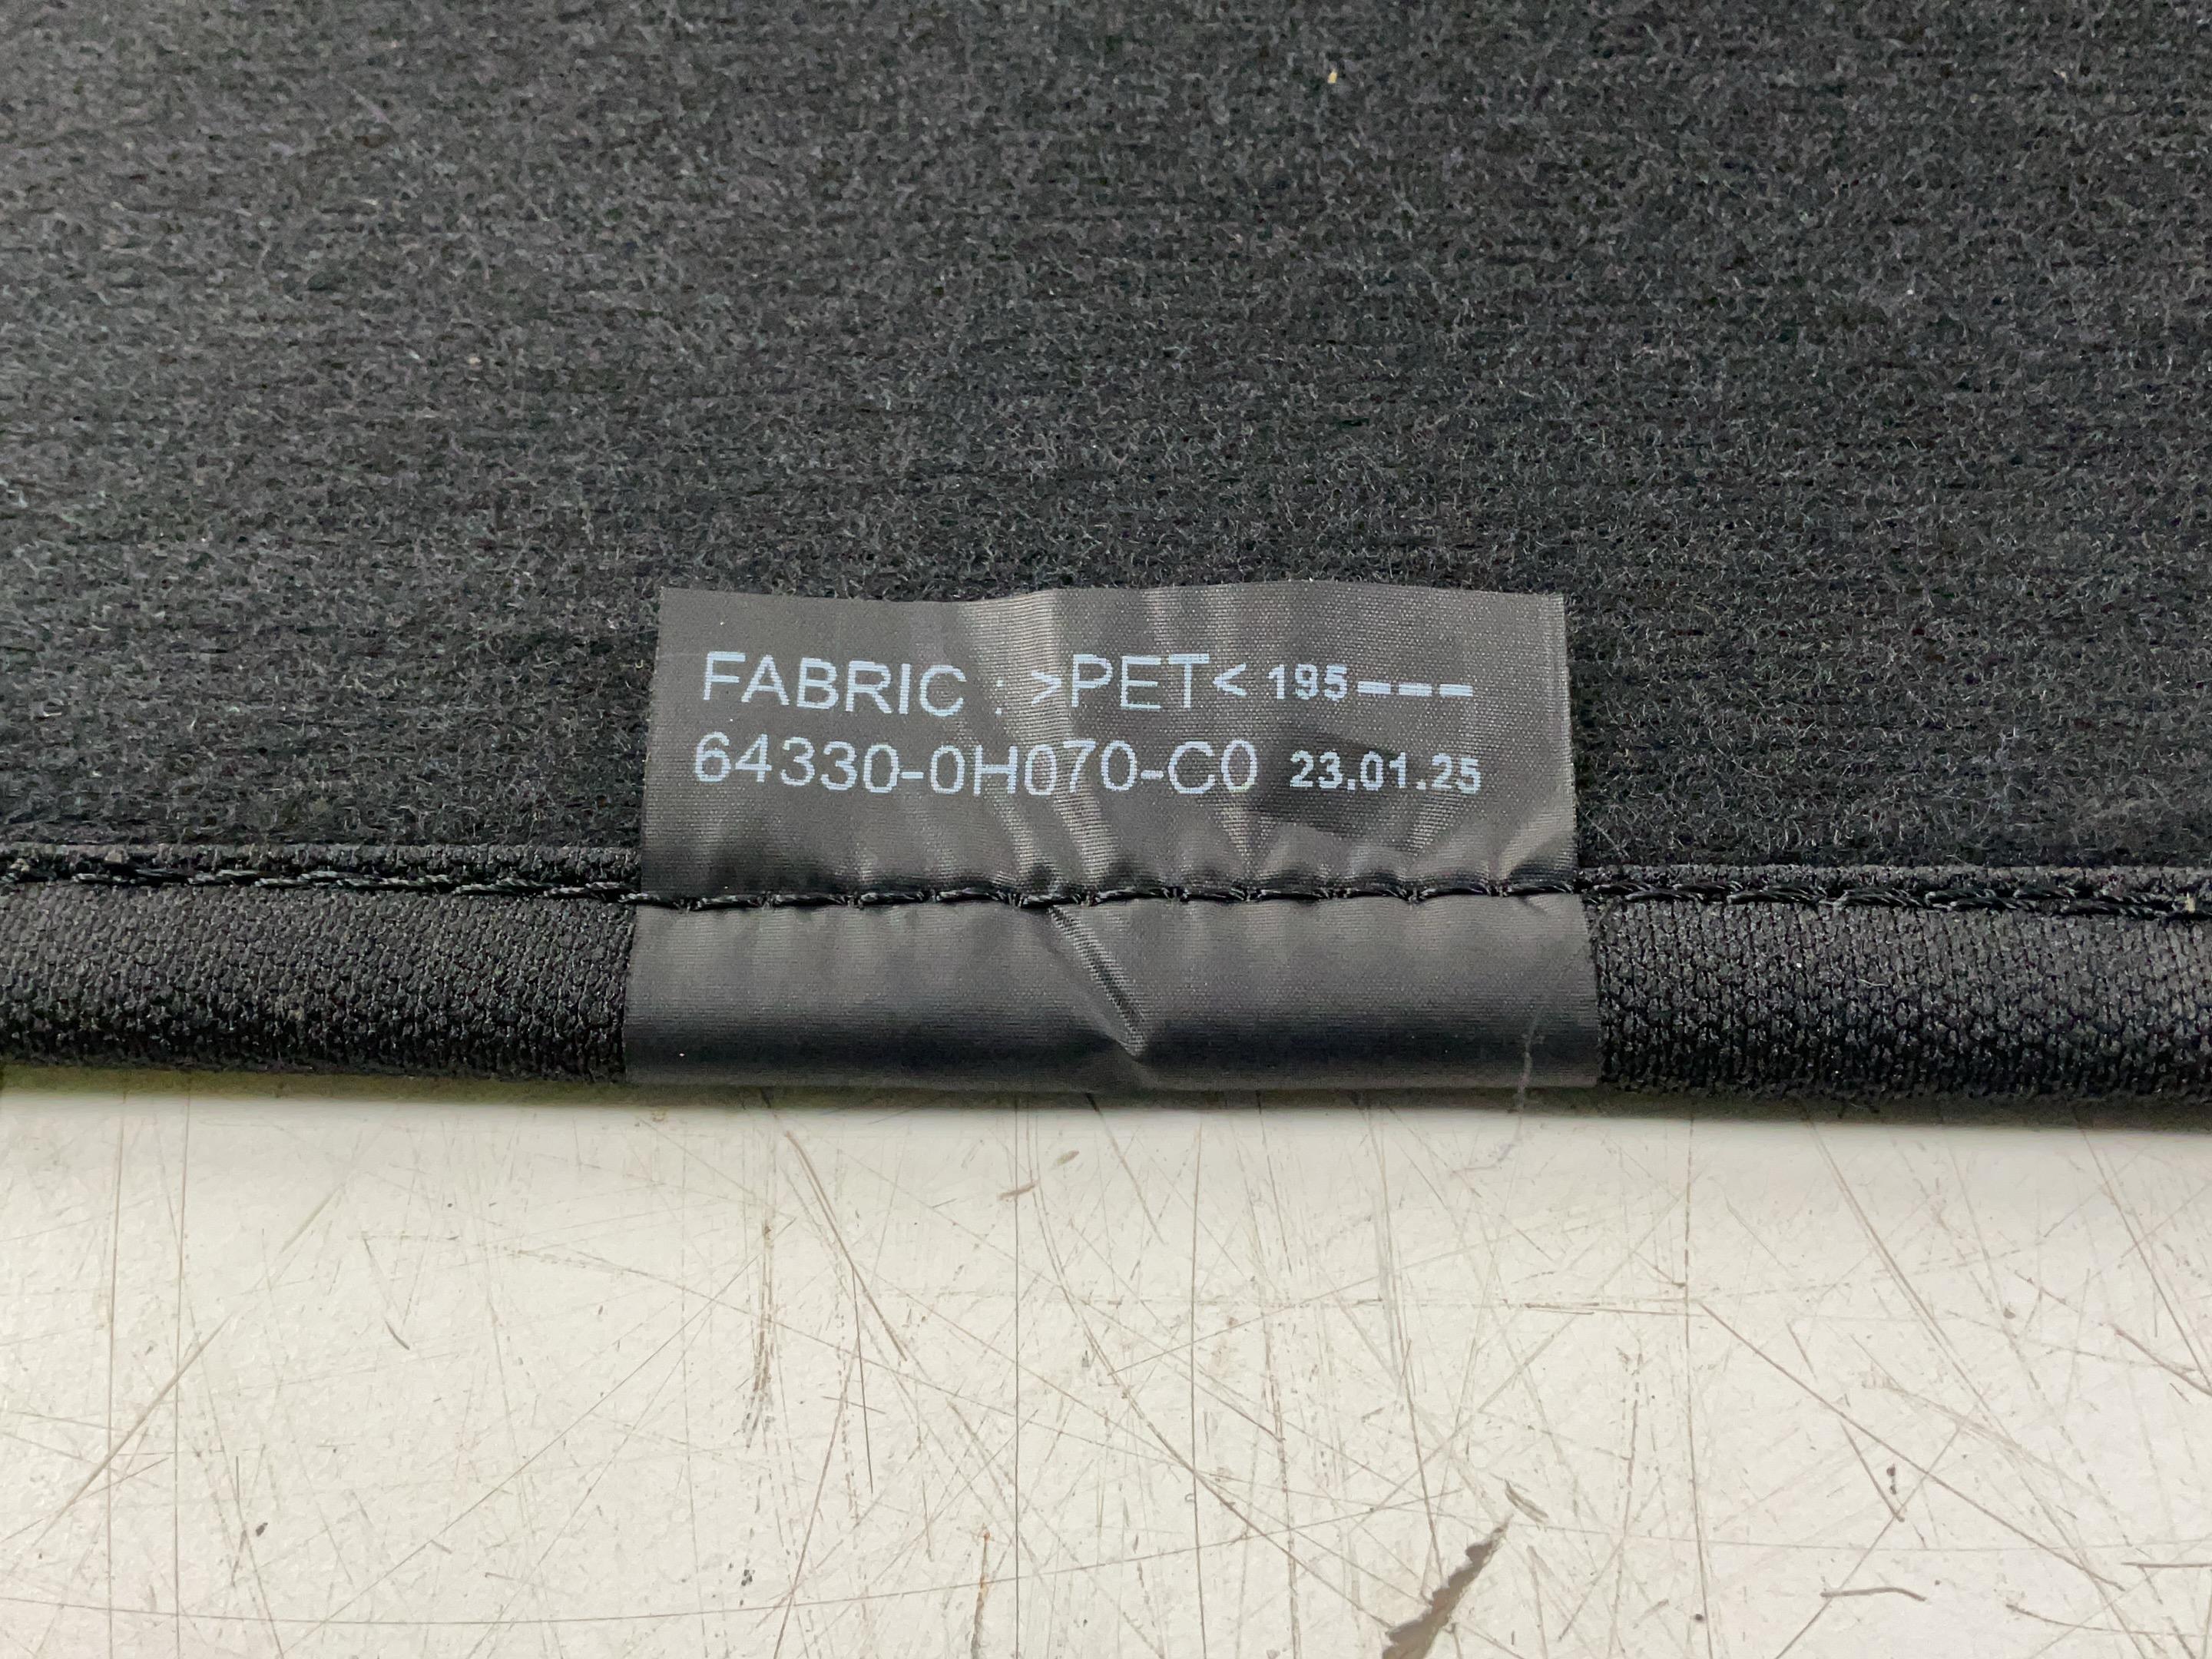 FABRIC : >PET< 195---
64330-0H070-C0 23.01.25